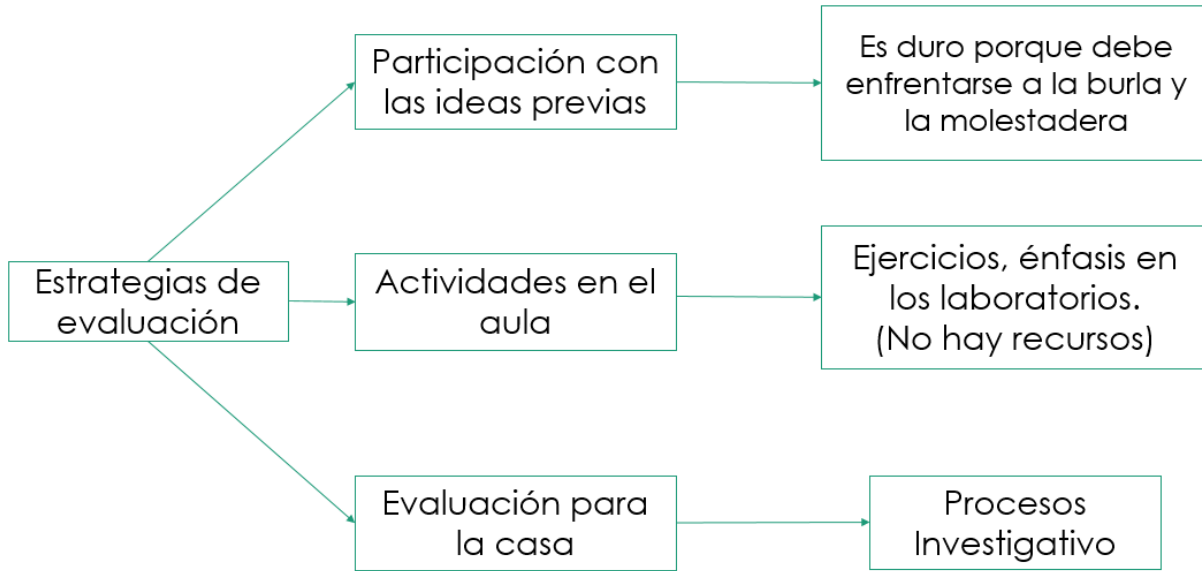 Estrategias de
evaluación
Participación con
las ideas previas
Es duro porque debe
enfrentarse a la burla y
la molestadera
Actividades en el
aula
Ejercicios, énfasis en
los laboratorios.
(No hay recursos)
Evaluación para
la casa
Procesos
Investigativo